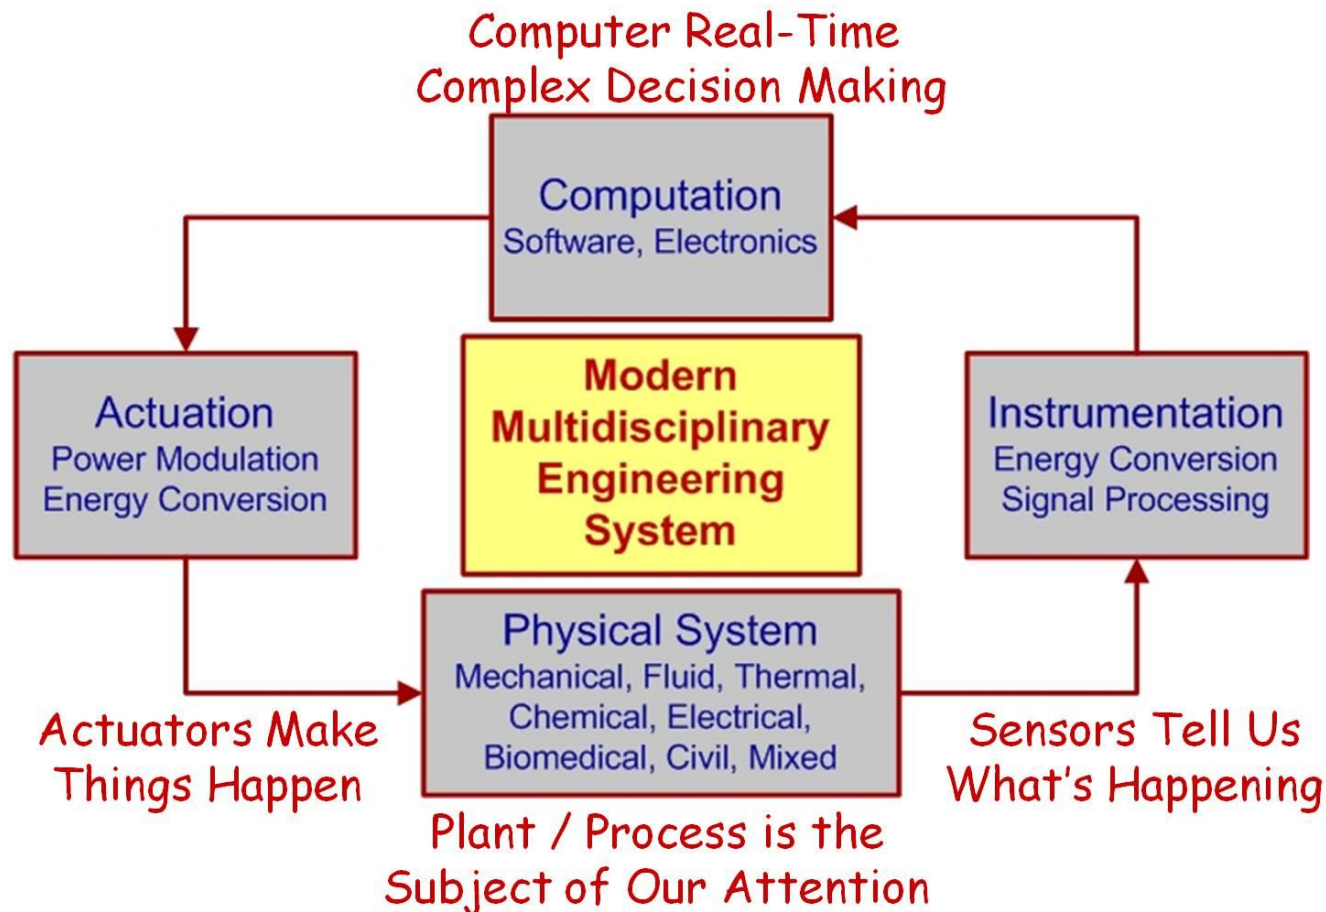 Computer Real-Time
Complex Decision Making
Computation
Software, Electronics
Actuation
Power Modulation
Energy Conversion
Modern
Multidisciplinary
Engineering
System
Instrumentation
Energy Conversion
Signal Processing
Physical System
Mechanical, Fluid, Thermal,
Chemical, Electrical,
Biomedical, Civil, Mixed
Actuators Make
Things Happen
Sensors Tell Us
What's Happening
Plant / Process is the
Subject of Our Attention